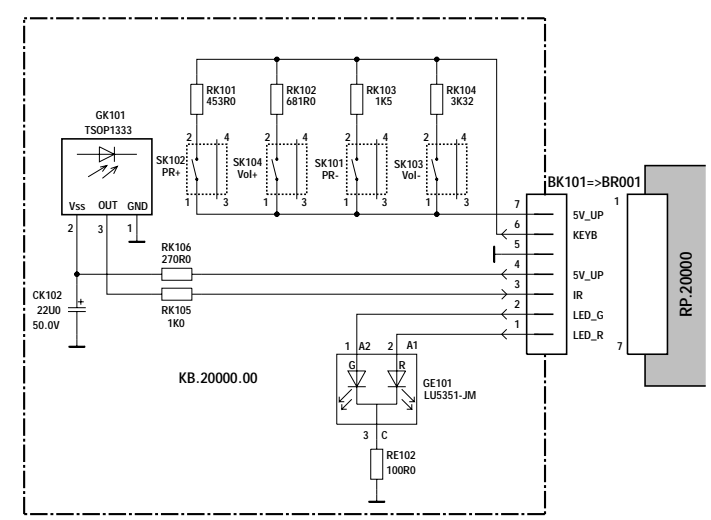 RK101
453R0
RK102
681R0
RK103
1K5
RK104
3K32
GK101
TSOP1333
2 4
2 4
2 4
2 4
SK102
PR+
SK104
Vol+
SK101
PR-
SK103
Vol-
1 3
1 3
1 3
1 3
BK101=>BR001
Vss OUT GND
2 3 1
7 5V_UP
6 KEYB
5
4 5V_UP
3 IR
2 LED_G
1 LED_R
1
7
RP.20000
RK106
270R0
RK105
1K0
CK102
22U0
50.0V
+
KB.20000.00
1 A2 2 A1
G R
GE101
LU5351-JM
3 C
RE102
100R0